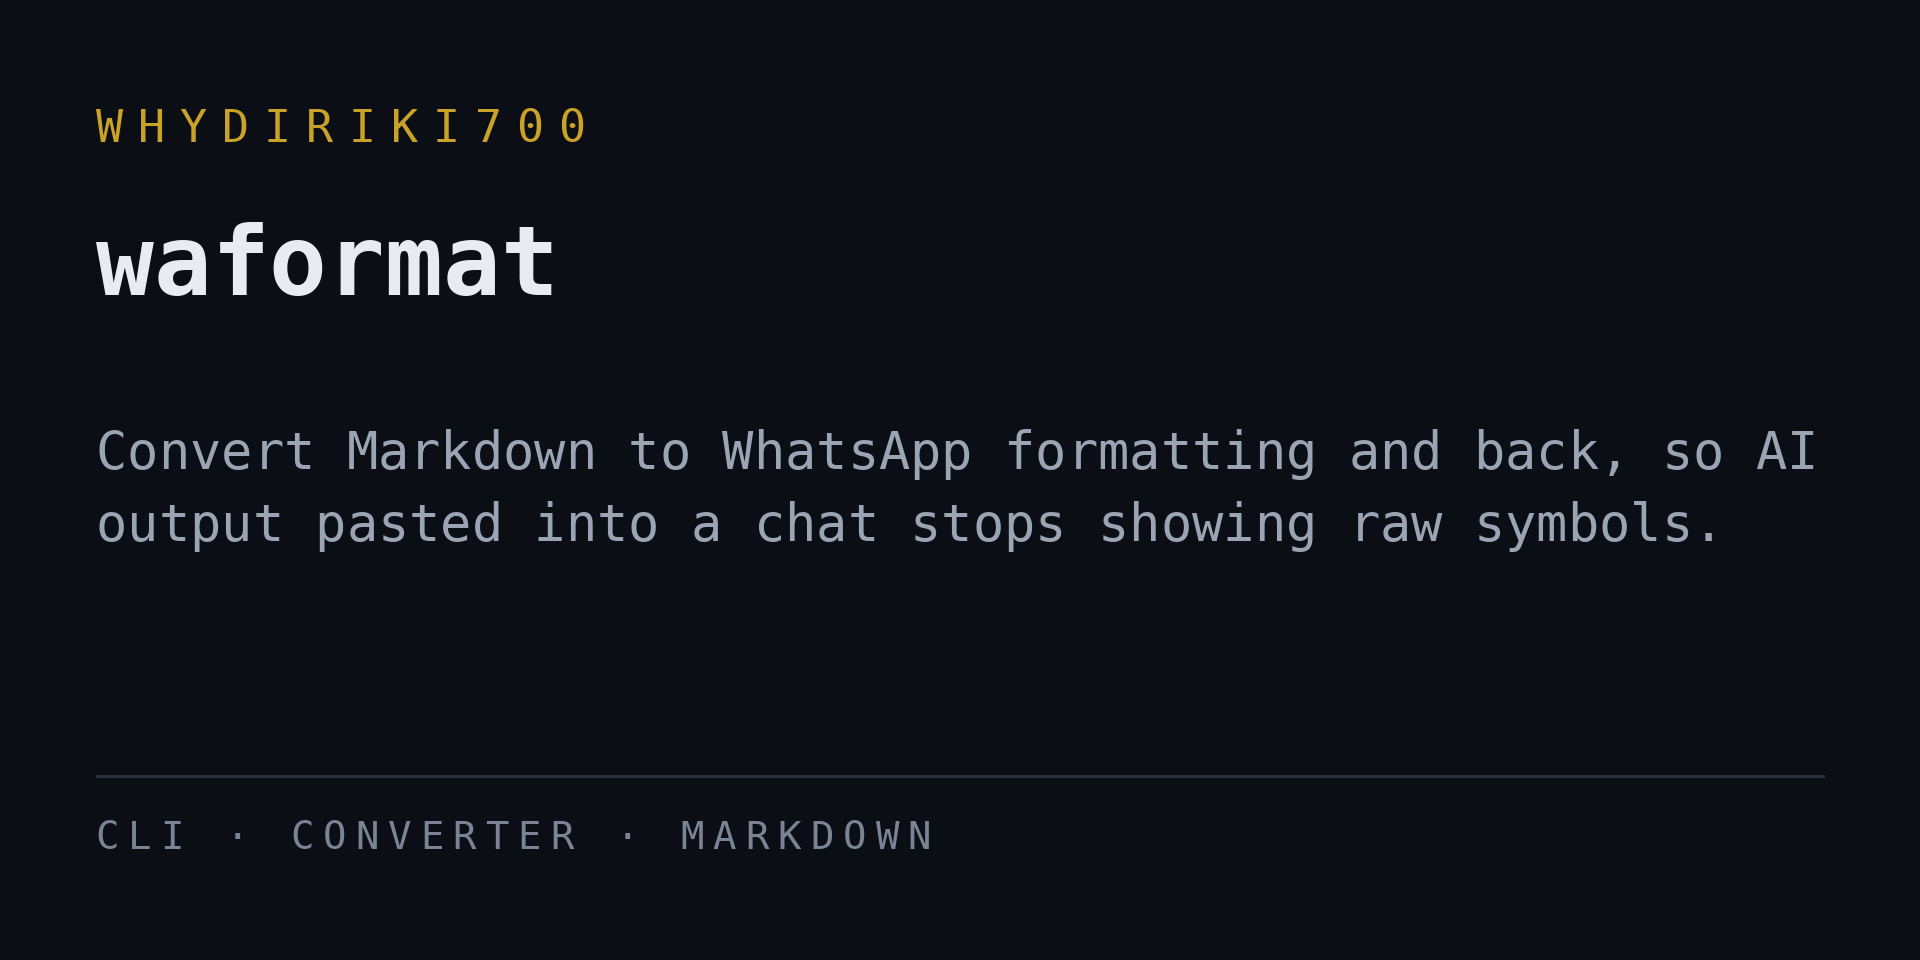 WHYDIRIKI700
waformat
Convert Markdown to WhatsApp formatting and back, so AI
output pasted into a chat stops showing raw symbols.
CLI · CONVERTER · MARKDOWN